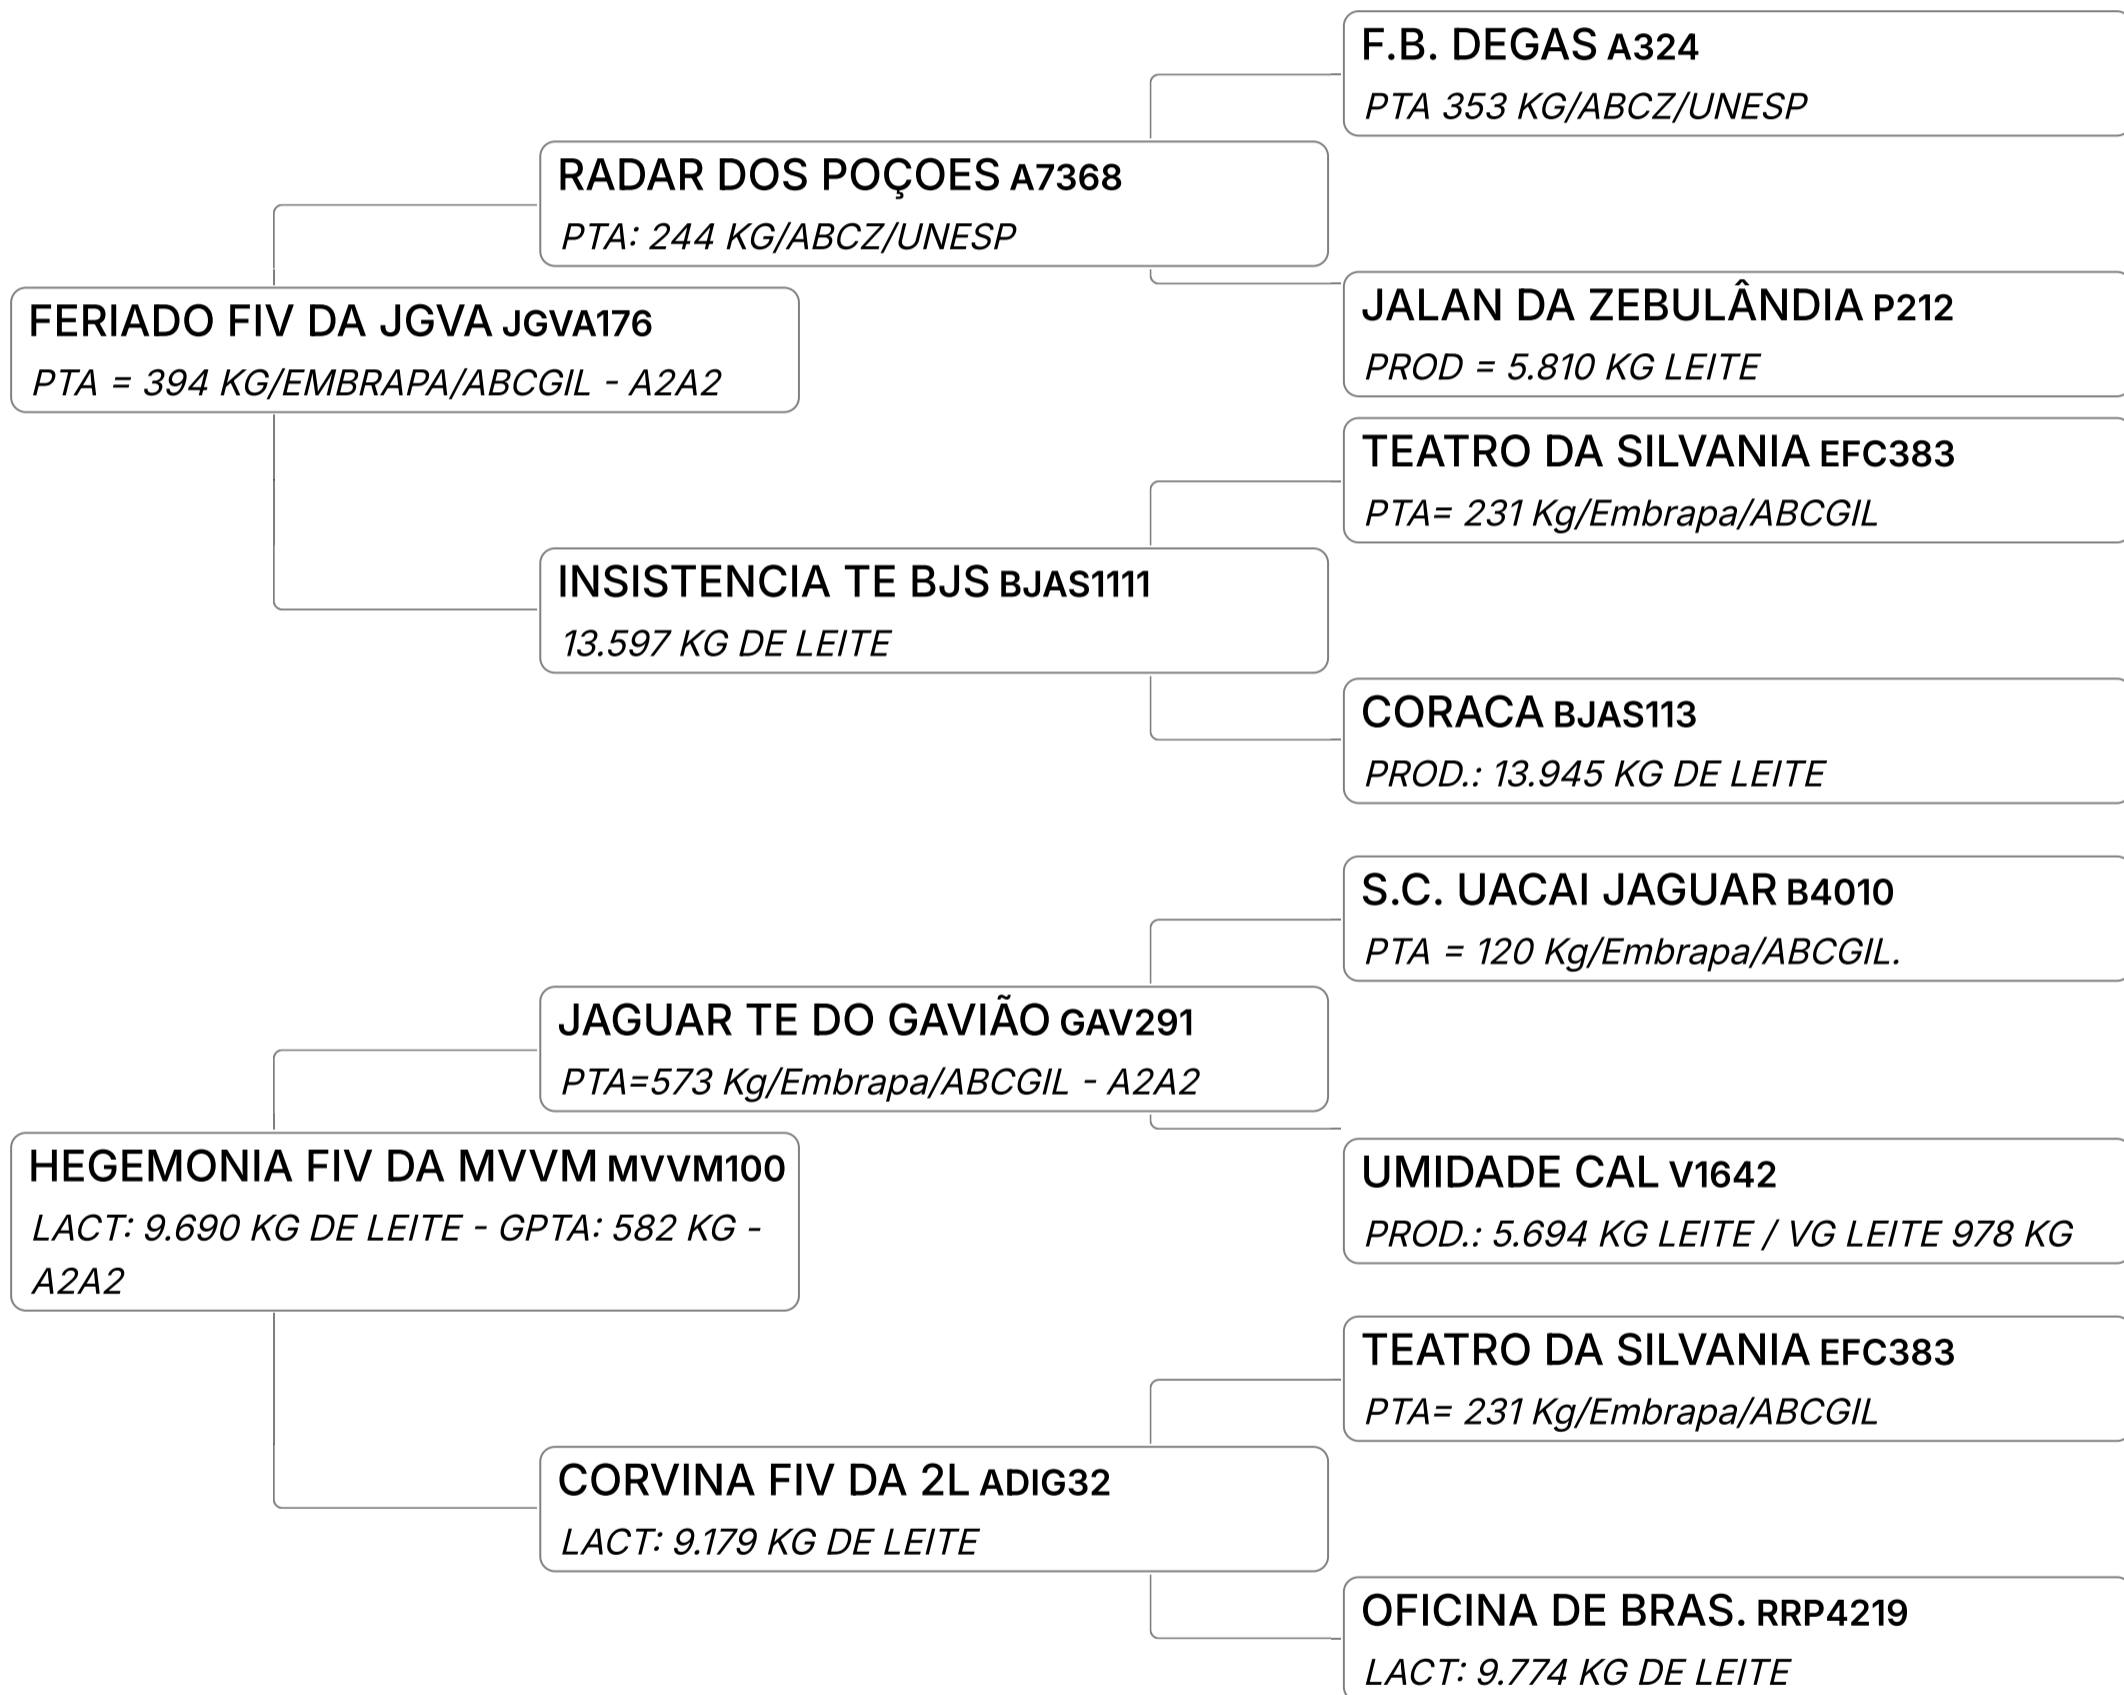 F.B. DEGAS A324
PTA 353 KG/ABCZ/UNESP
RADAR DOS POÇOES A7368
PTA: 244 KG/ABCZ/UNESP
JALAN DA ZEBULÂNDIA P212
PROD = 5.810 KG LEITE
FERIADO FIV DA JGVA JGVA176
PTA = 394 KG/EMBRAPA/ABCGIL - A2A2
TEATRO DA SILVANIA EFC383
PTA= 231 Kg/Embrapa/ABCGIL
INSISTENCIA TE BJS BJAS1111
13.597 KG DE LEITE
CORACA BJAS113
PROD.: 13.945 KG DE LEITE
S.C. UACAI JAGUAR B4010
PTA = 120 Kg/Embrapa/ABCGIL.
JAGUAR TE DO GAVIÃO GAV291
PTA=573 Kg/Embrapa/ABCGIL - A2A2
HEGEMONIA FIV DA MVVM MVVM100
LACT: 9.690 KG DE LEITE - GPTA: 582 KG -
A2A2
UMIDADE CAL V1642
PROD.: 5.694 KG LEITE / VG LEITE 978 KG
TEATRO DA SILVANIA EFC383
PTA= 231 Kg/Embrapa/ABCGIL
CORVINA FIV DA 2L ADIG32
LACT: 9.179 KG DE LEITE
OFICINA DE BRAS. RRP4219
LACT: 9.774 KG DE LEITE